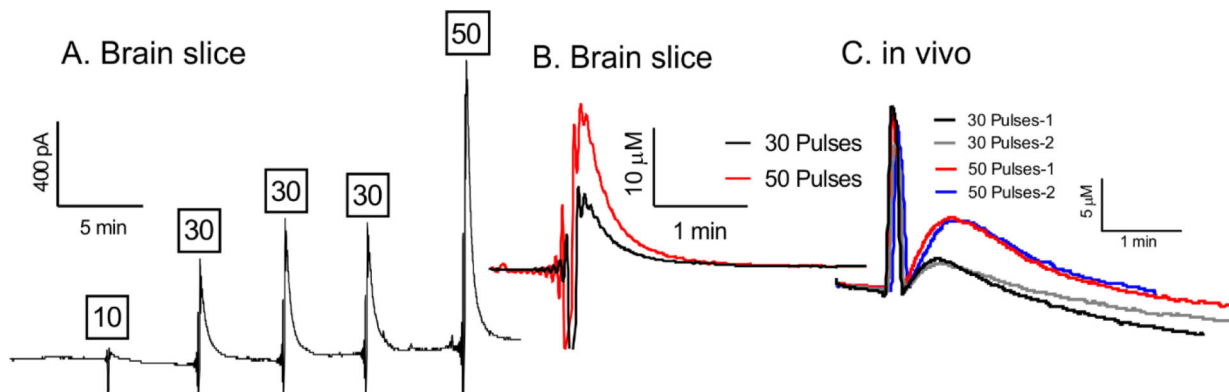 A. Brain slice
400 pA
5 min
10
30
30
30
50
B. Brain slice
10 μM
1 min
30 Pulses
50 Pulses
C. in vivo
30 Pulses-1
30 Pulses-2
50 Pulses-1
50 Pulses-2
5 μM
1 min